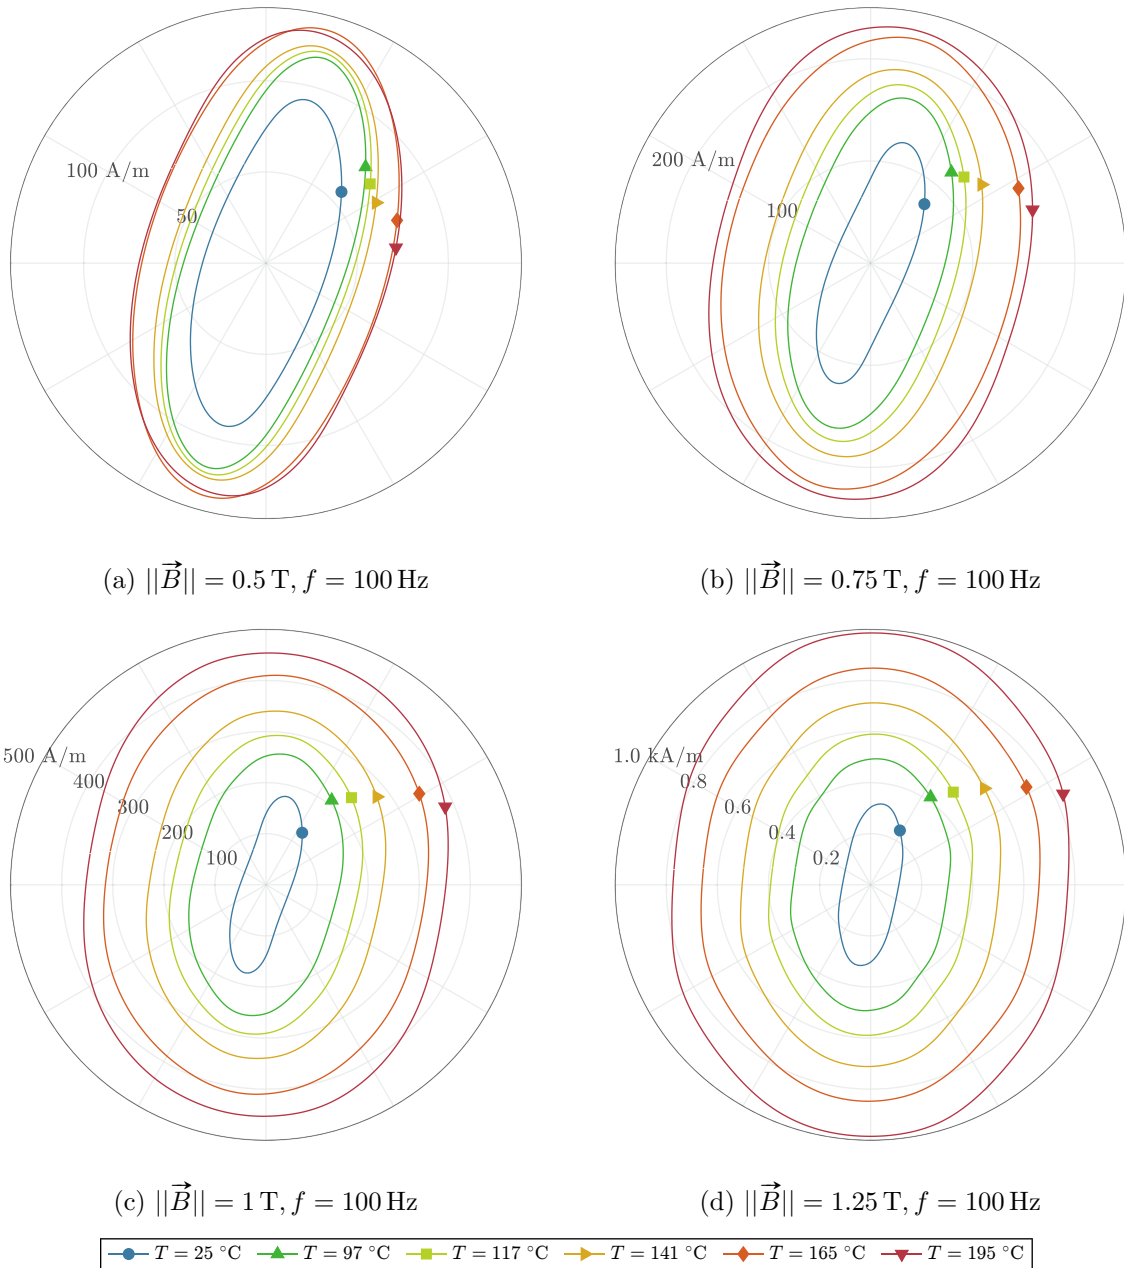 100 A/m
50
200 A/m
100
(a) ||B⃗|| = 0.5 T, f = 100 Hz
(b) ||B⃗|| = 0.75 T, f = 100 Hz
500 A/m
400
300
200
100
1.0 kA/m
0.8
0.6
0.4
0.2
(c) ||B⃗|| = 1 T, f = 100 Hz
(d) ||B⃗|| = 1.25 T, f = 100 Hz
T = 25 °C T = 97 °C T = 117 °C T = 141 °C T = 165 °C T = 195 °C